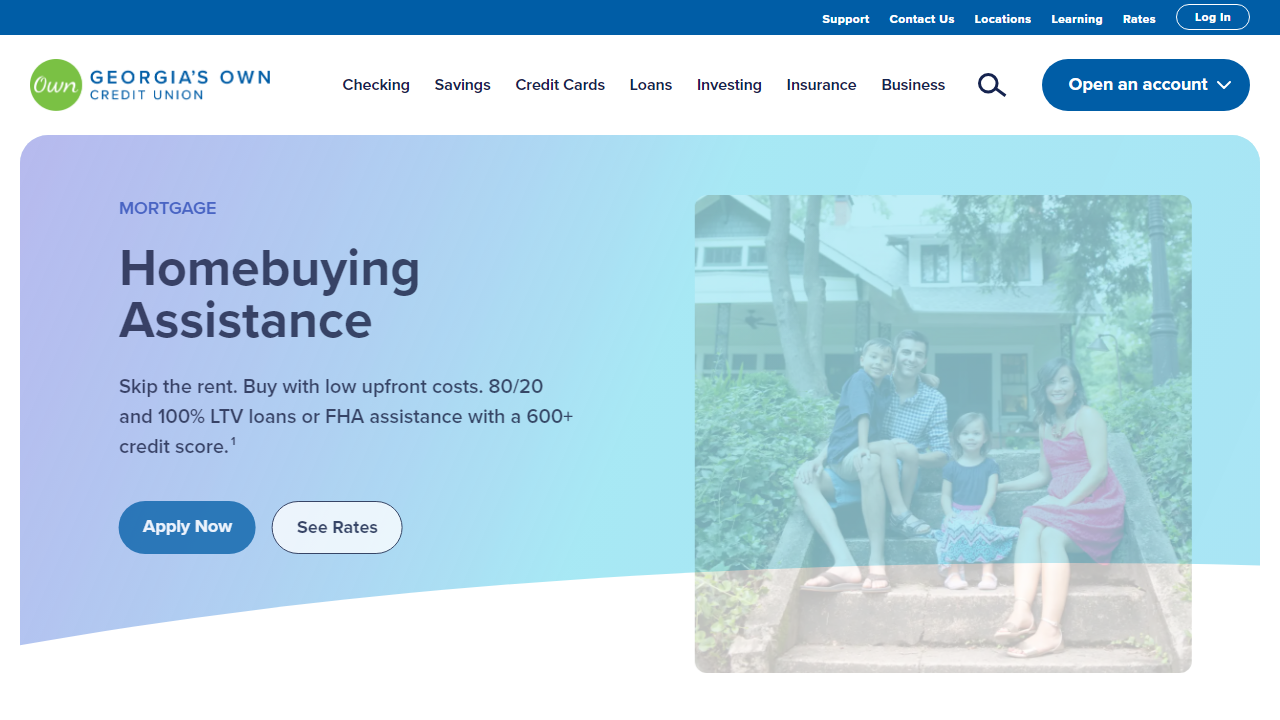 Support Contact Us Locations Learning Rates Log In
Own GEORGIA'S OWN
CREDIT UNION
Checking Savings Credit Cards Loans Investing Insurance Business Open an account
MORTGAGE
Homebuying
Assistance
Skip the rent. Buy with low upfront costs. 80/20
and 100% LTV loans or FHA assistance with a 600+
credit score.¹
Apply Now See Rates